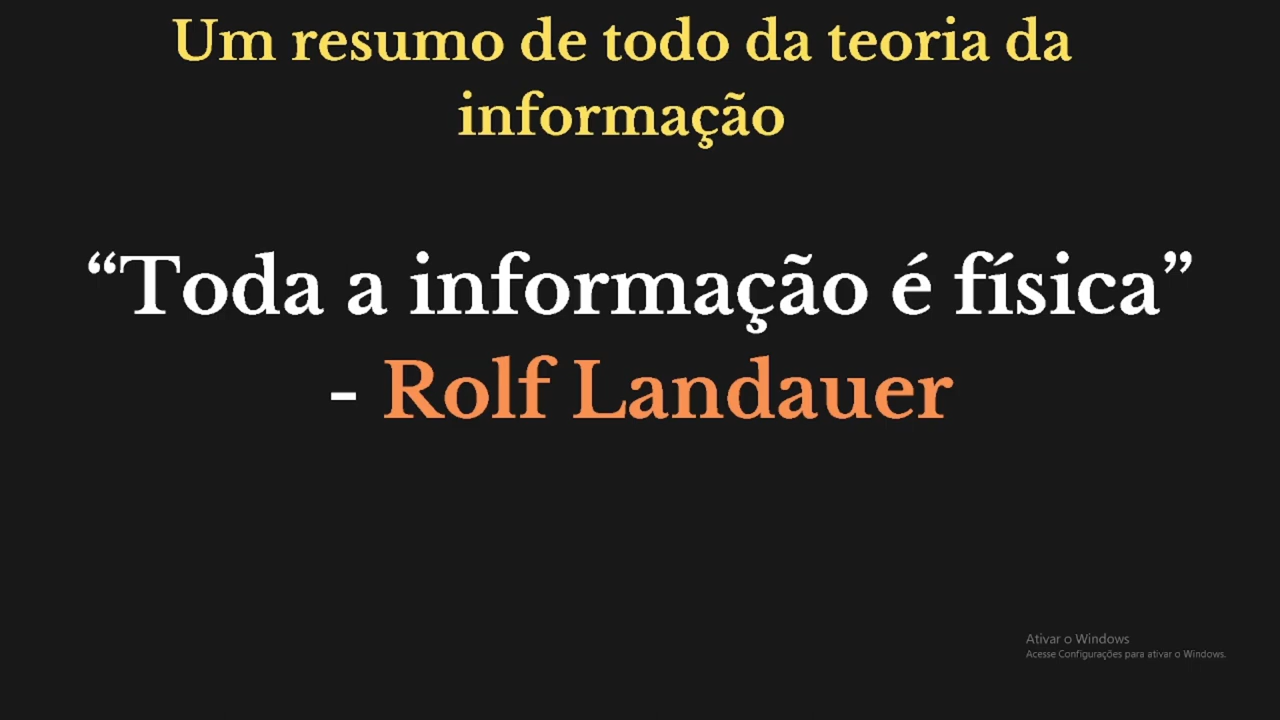 Um resumo de todo da teoria da
informação
“Toda a informação é física”
- Rolf Landauer
Ativar o Windows
Acesse Configurações para ativar o Windows.